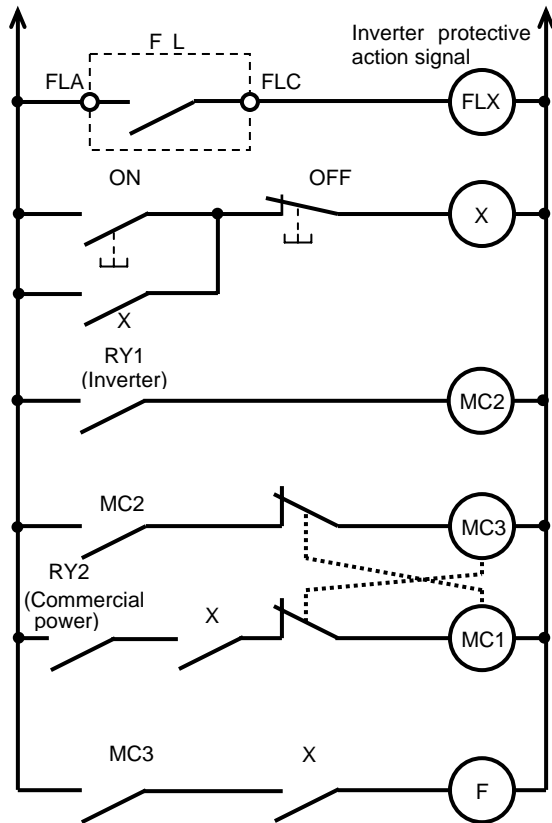 F L
Inverter protective
action signal
FLA
FLC
FLX
ON
OFF
X
X
RY1
(Inverter)
MC2
MC2
MC3
RY2
(Commercial
power)
X
MC1
MC3
X
F